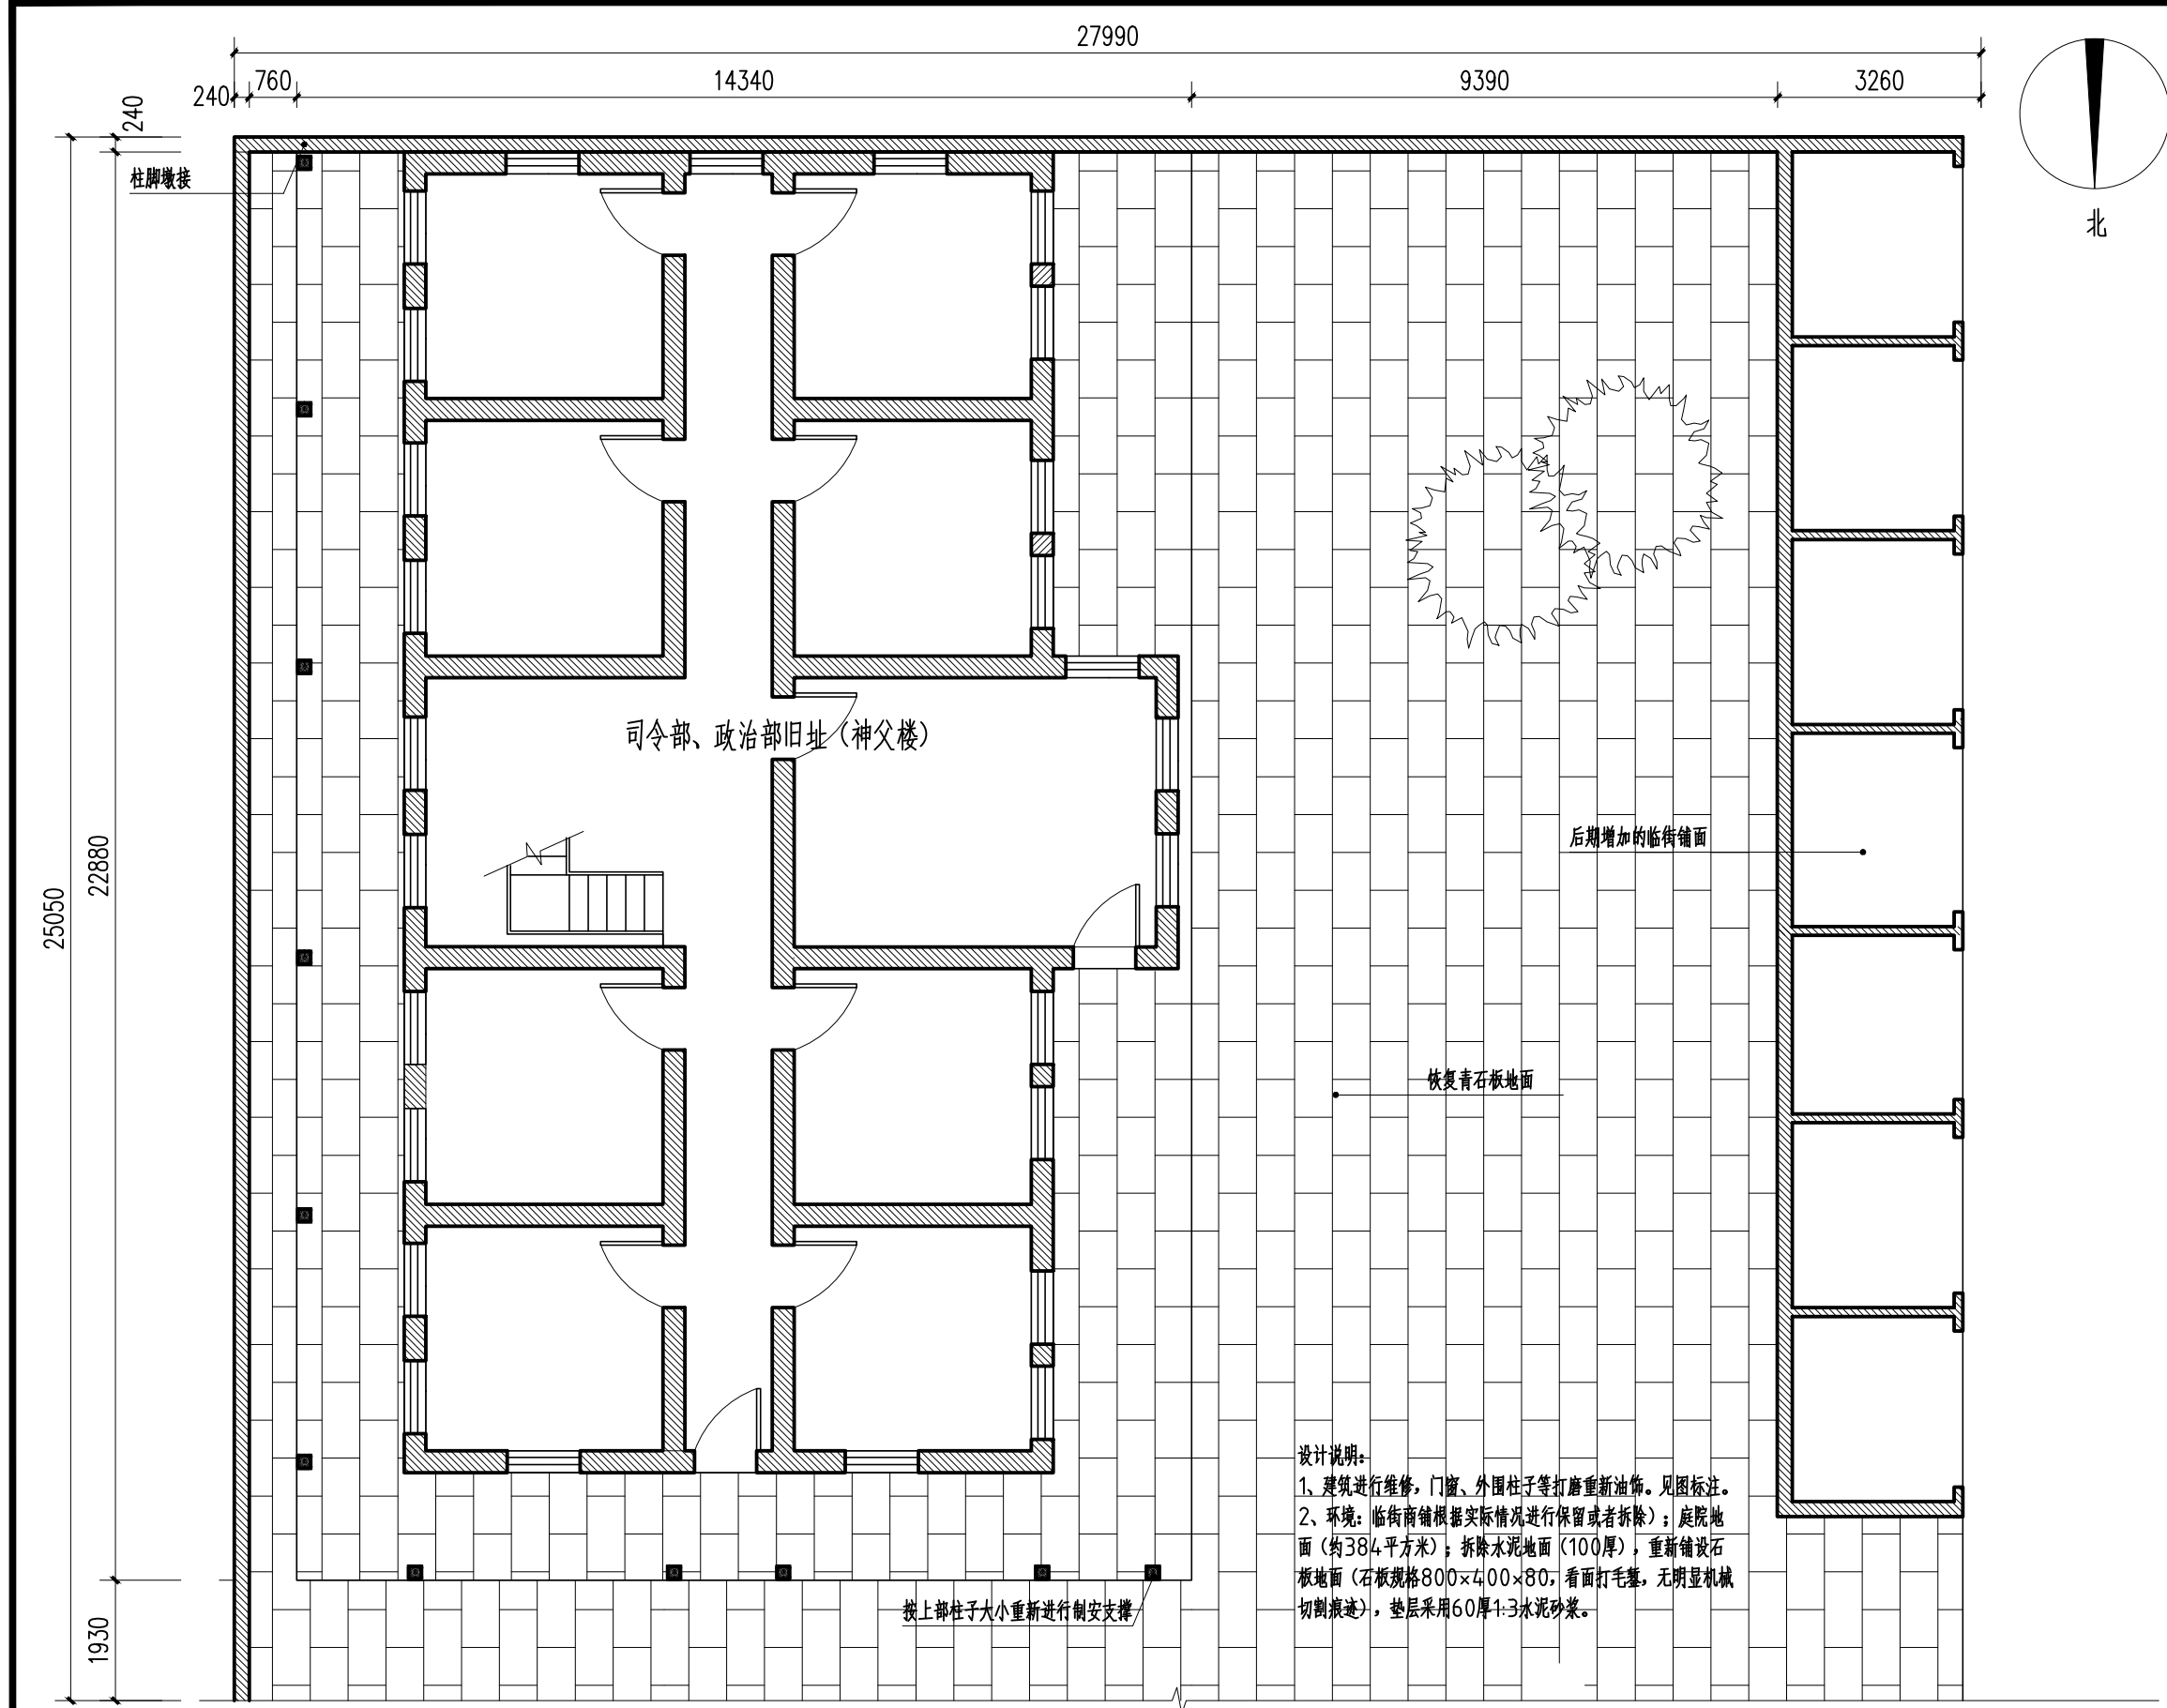 27990
760
14340
9390
3260
240
240
柱脚墩接
北
司令部、政治部旧址（神父楼）
后期增加的临街铺面
22880
25050
恢复青石板地面
设计说明：
1、建筑进行维修，门窗、外围柱子等打磨重新油饰。见图标注。
2、环境：临街商铺根据实际情况进行保留或者拆除）；庭院地
面（约384平方米）；拆除水泥地面（100厚），重新铺设石
板地面（石板规格800×400×80，看面打毛錾，无明显机械
切割痕迹），垫层采用60厚1:3水泥砂浆。
按上部柱子大小重新进行制安支撑
1930